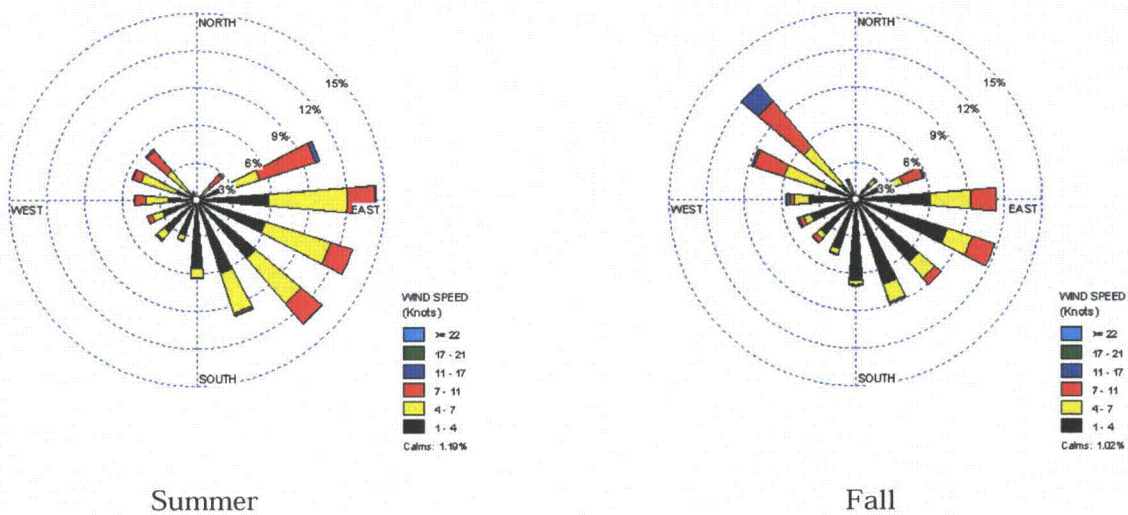 NORTH
15%
12%
9%
6%
3%
WEST
EAST
SOUTH
WIND SPEED
(Knots)
>= 22
17 - 21
11 - 17
7 - 11
4 - 7
1 - 4
Calms: 1.19%
Summer
NORTH
15%
12%
9%
6%
3%
WEST
EAST
SOUTH
WIND SPEED
(Knots)
>= 22
17 - 21
11 - 17
7 - 11
4 - 7
1 - 4
Calms: 1.02%
Fall